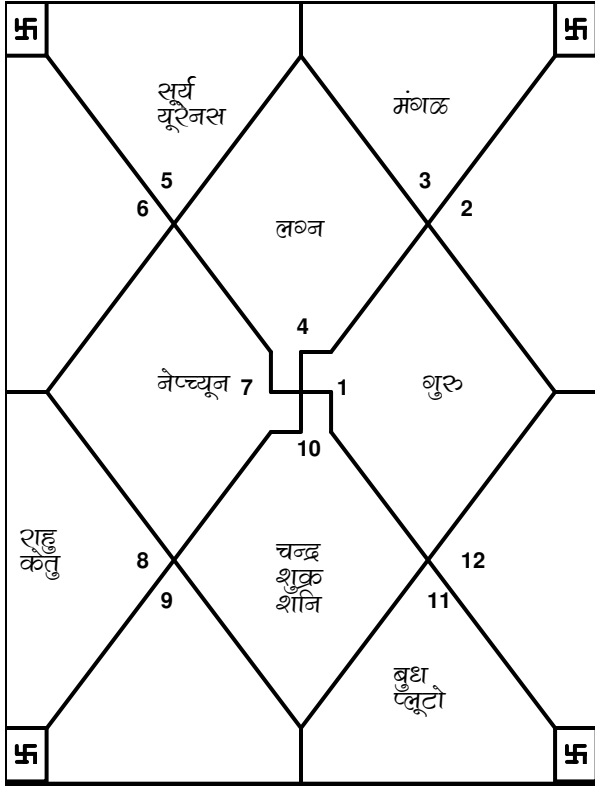 सूर्य
यूरेनस
मंगळ
5
3
6
2
लग्न
4
नेप्च्यून 7
1 गुरु
10
राहु
केतु
8
9
चन्द्र
शुक्र
शनि
12
11
बुध
प्लूटो